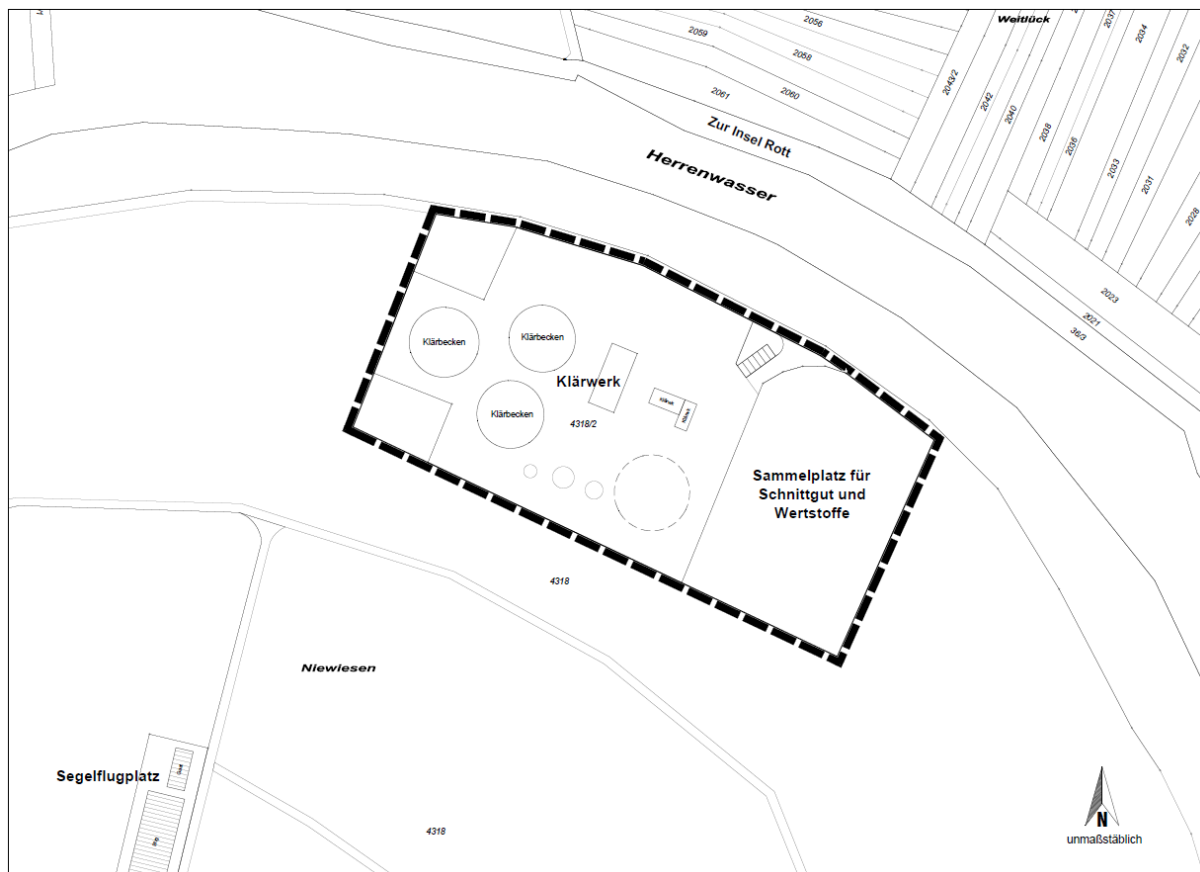 Weitlück
2056
2059
2058
2037
2034
2032
2043/2
2042
2040
2061
2060
2038
2036
2033
2031
2028
Zur Insel Rott
Herrenwasser
2023
2021
36/3
Klärbecken
Klärbecken
Klärwerk
Klärbecken
4318/2
Sammelplatz für
Schnittgut und
Wertstoffe
4318
Niewiesen
Segelflugplatz
4318
N
unmaßstäblich